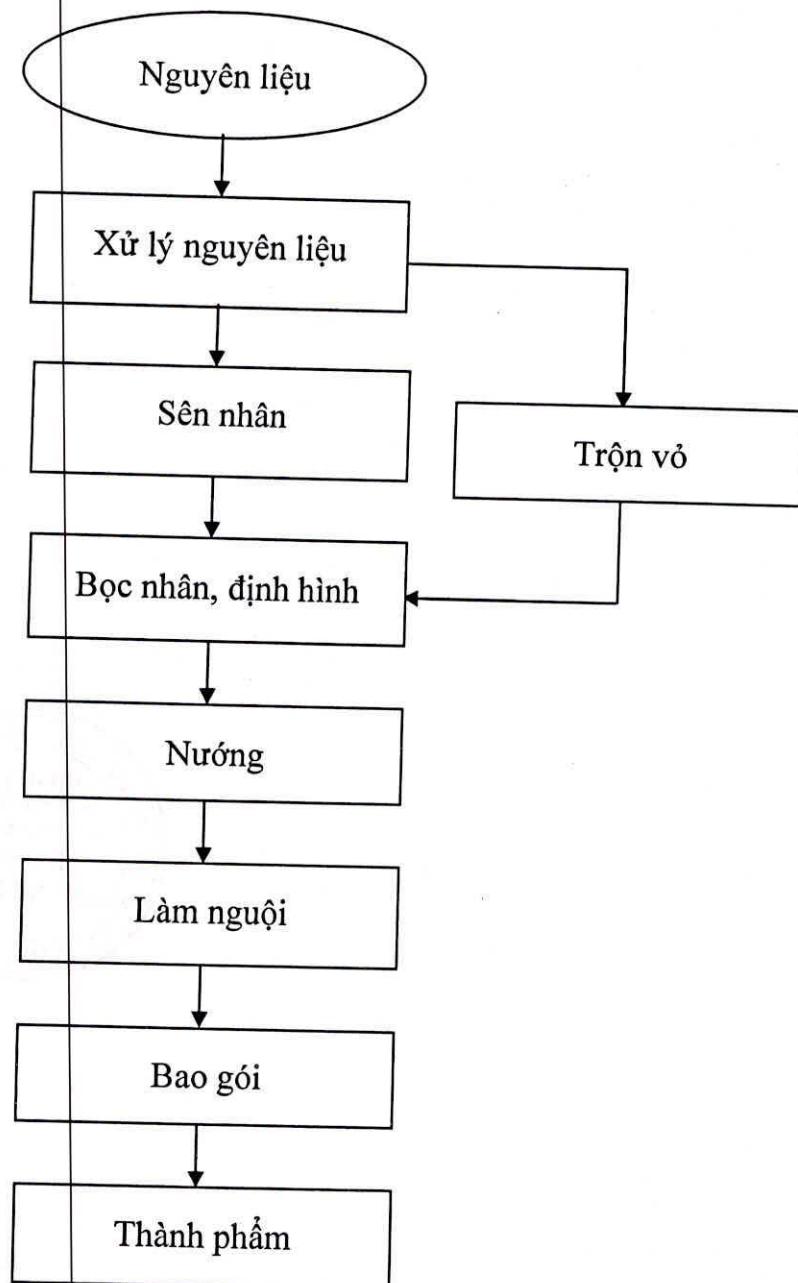 Nguyên liệu
Xử lý nguyên liệu
Sên nhân
Trộn vỏ
Bọc nhân, định hình
Nướng
Làm nguội
Bao gói
Thành phẩm